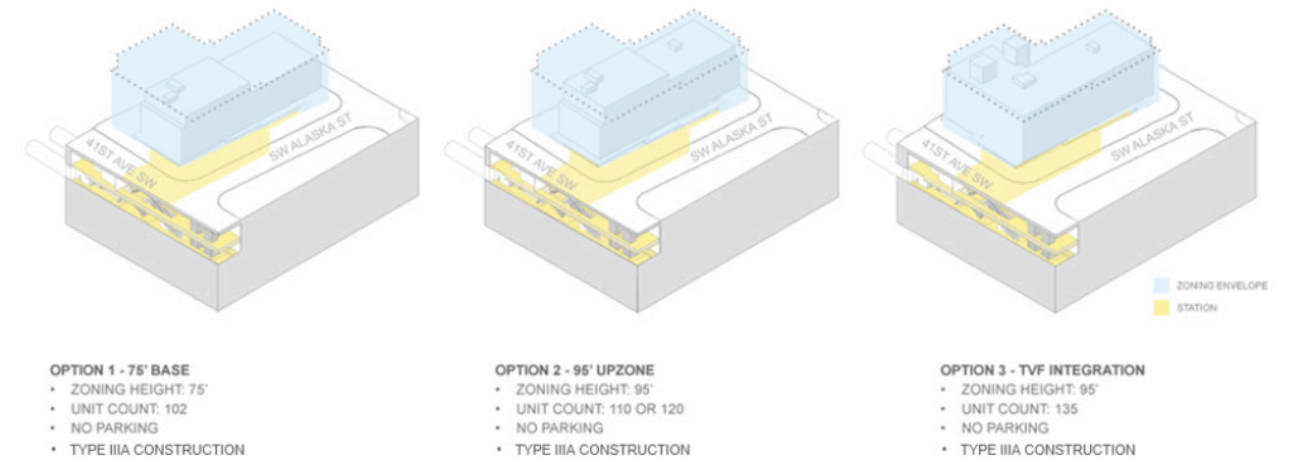 41ST AVE SW
SW ALASKA ST
41ST AVE SW
SW ALASKA ST
41ST AVE SW
SW ALASKA ST
ZONING ENVELOPE
STATION
OPTION 1 - 75' BASE
• ZONING HEIGHT: 75'
• UNIT COUNT: 102
• NO PARKING
• TYPE IIIA CONSTRUCTION
OPTION 2 - 95' UPZONE
• ZONING HEIGHT: 95'
• UNIT COUNT: 110 OR 120
• NO PARKING
• TYPE IIIA CONSTRUCTION
OPTION 3 - TVF INTEGRATION
• ZONING HEIGHT: 95'
• UNIT COUNT: 135
• NO PARKING
• TYPE IIIA CONSTRUCTION